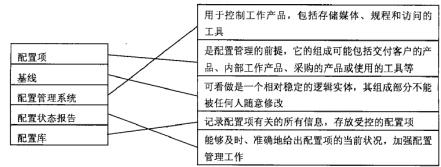 用于控制工作产品，包括存储媒体、规程和访问的
工具
是配置管理的前提，它的组成可能包括交付客户的产
品、内部工作产品、采购的产品或使用的工具等
可看做是一个相对稳定的逻辑实体，其组成部分不能
被任何人随意修改
记录配置项有关的所有信息，存放受控的配置项
能够及时、准确地给出配置项的当前状况，加强配置
管理工作
配置项
基线
配置管理系统
配置状态报告
配置库